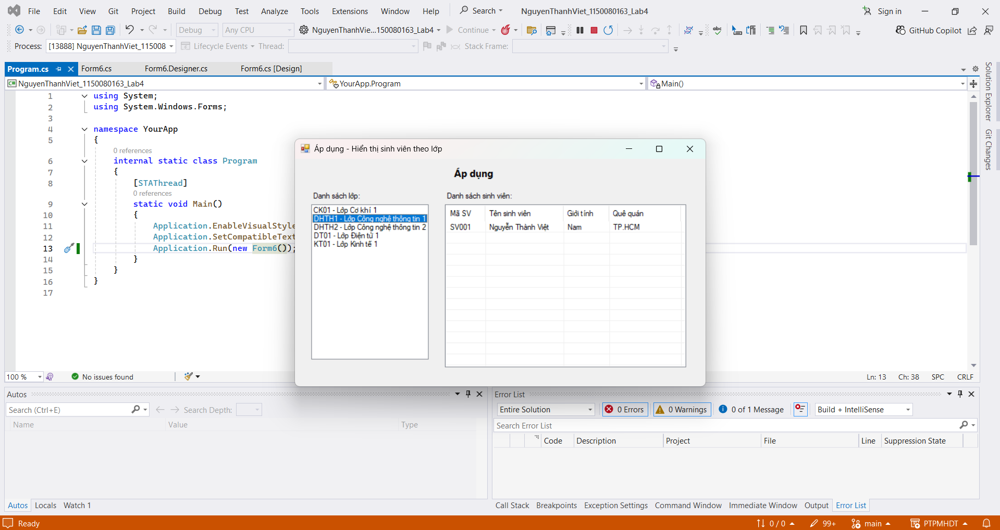 File Edit View Git Project Build Debug Test Analyze Tools Extensions Window Help Search NguyenThanhViet_1150080163_Lab4 Sign in
Debug Any CPU NguyenThanhVie...150080163_Lab4 Continue GitHub Copilot
Process: [13888] NguyenThanhViet_115008 Lifecycle Events Thread: Stack Frame:
Program.cs Form6.cs Form6.Designer.cs Form6.cs [Design]
NguyenThanhViet_1150080163_Lab4 YourApp.Program Main()
1 using System;
2 using System.Windows.Forms;
3
4 namespace YourApp
5 {
0 references
6 internal static class Program
7 {
8 [STAThread]
0 references
9 static void Main()
10 {
11 Application.EnableVisualStyle
12 Application.SetCompatibleText
13 Application.Run(new Form6());
14 }
15 }
16 }
17
Áp dụng - Hiển thị sinh viên theo lớp
Áp dụng
Danh sách lớp:
CK01 - Lớp Cơ khí 1
DHTH1 - Lớp Công nghệ thông tin 1
DHTH2 - Lớp Công nghệ thông tin 2
DT01 - Lớp Điện tử 1
KT01 - Lớp Kinh tế 1
Danh sách sinh viên:
Mã SV Tên sinh viên Giới tính Quê quán
SV001 Nguyễn Thành Việt Nam TP.HCM
100 % No issues found Ln: 13 Ch: 38 SPC CRLF
Autos
Search (Ctrl+E) Search Depth:
Name Value Type
Autos Locals Watch 1
Error List
Entire Solution 0 Errors 0 Warnings 0 of 1 Message Build + IntelliSense
Search Error List
Code Description Project File Line Suppression State
Call Stack Breakpoints Exception Settings Command Window Immediate Window Output Error List
Solution Explorer
Git Changes
Ready 0 / 0 99+ main PTPMHDT